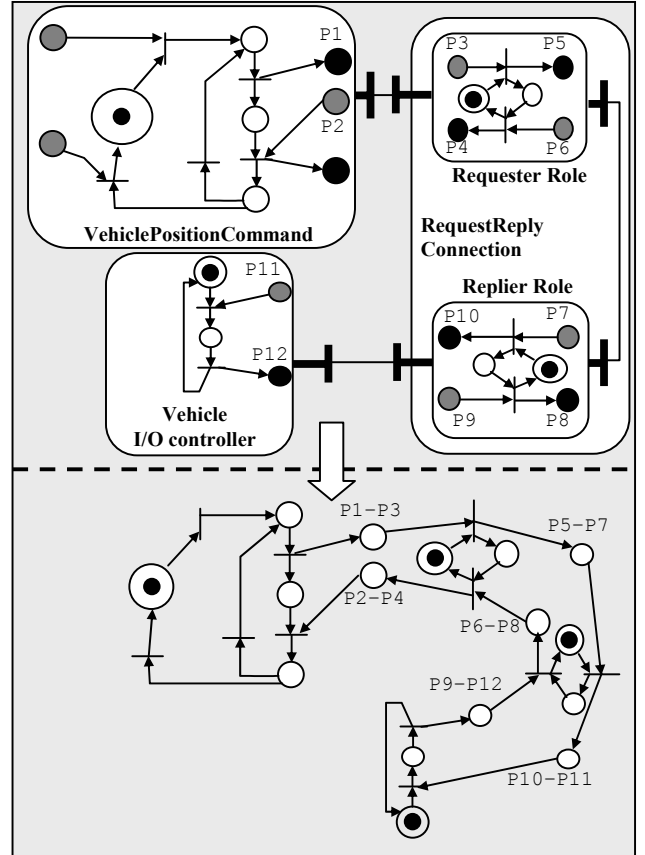 P1
P2
VehiclePositionCommand
P3
P5
P4
P6
Requester Role
RequestReply
Connection
Replier Role
P10
P7
P9
P8
P11
P12
Vehicle
I/O controller
P1–P3
P5–P7
P2–P4
P6–P8
P9–P12
P10–P11